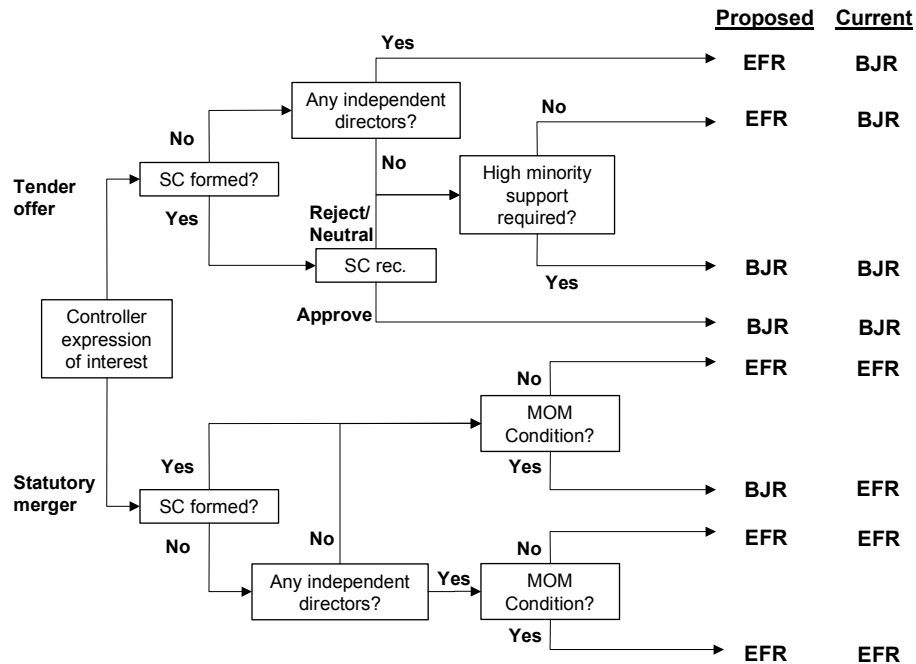 Proposed Current
Yes
EFR BJR
Any independent
directors?
No
EFR BJR
No
No
High minority
support
required?
SC formed?
Tender
offer
Yes
Reject/
Neutral
SC rec.
BJR BJR
Yes
Approve
BJR BJR
Controller
expression
of interest
EFR EFR
No
MOM
Condition?
Yes
Yes
Statutory
merger
SC formed?
BJR EFR
No
No
No
EFR EFR
Any independent
directors?
Yes
MOM
Condition?
Yes
EFR EFR